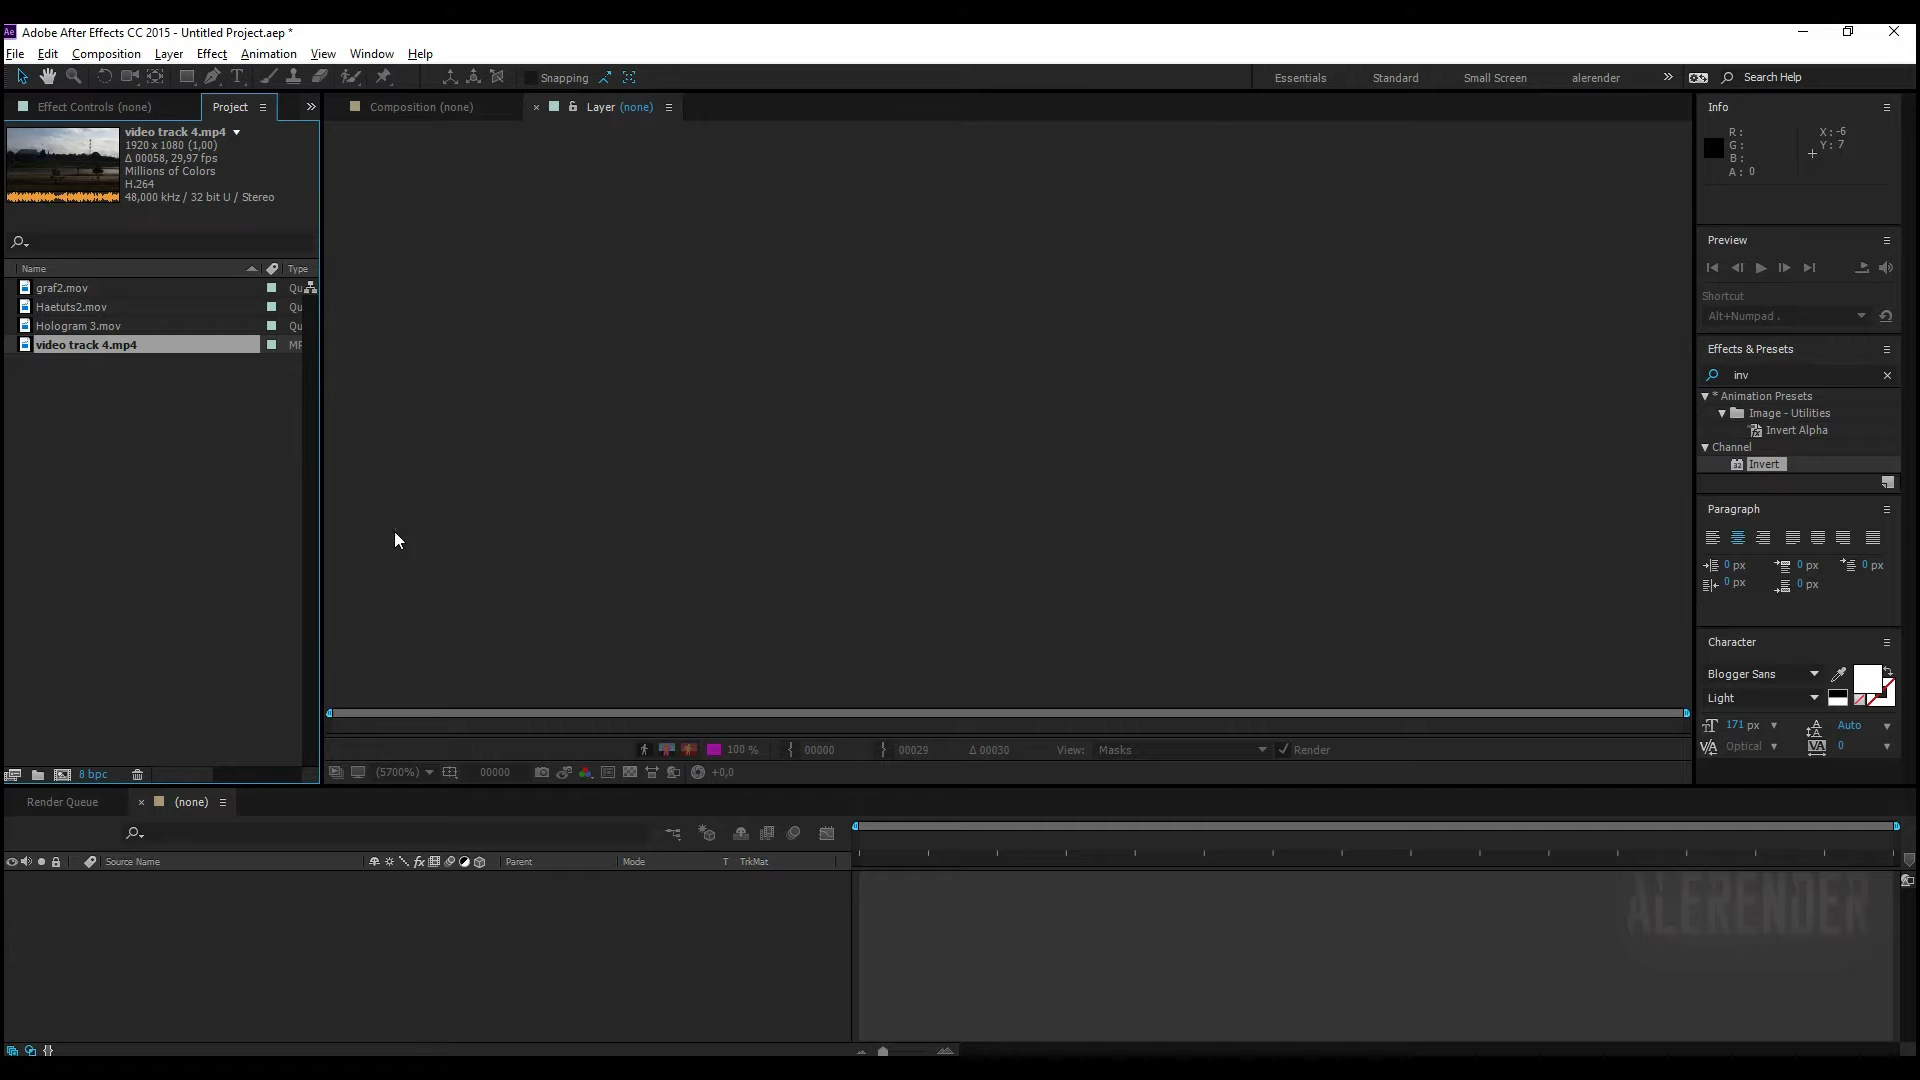 Ae Adobe After Effects CC 2015 - Untitled Project.aep *
File Edit Composition Layer Effect Animation View Window Help
Snapping Essentials Standard Small Screen alerender » Search Help
Effect Controls (none) Project » Composition (none) × Layer (none)
video track 4.mp4
1920 x 1080 (1,00)
Δ 00058, 29,97 fps
Millions of Colors
H.264
48,000 kHz / 32 bit U / Stereo
Name Type
graf2.mov Qu
Haetuts2.mov Qu
Hologram 3.mov Qu
video track 4.mp4 MP
8 bpc
100 % { 00000 } 00029 Δ 00030 View: Masks Render
(5700%) 00000 +0,0
Info
R: X: -6
G: Y: 7
B:
A: 0
Preview
Shortcut
Alt+Numpad .
Effects & Presets
inv
* Animation Presets
Image - Utilities
Invert Alpha
Channel
32 Invert
Paragraph
0 px 0 px 0 px
0 px 0 px
Character
Blogger Sans
Light
171 px Auto
Optical 0
Render Queue × (none)
Source Name fx Parent Mode T TrkMat
ALERENDER